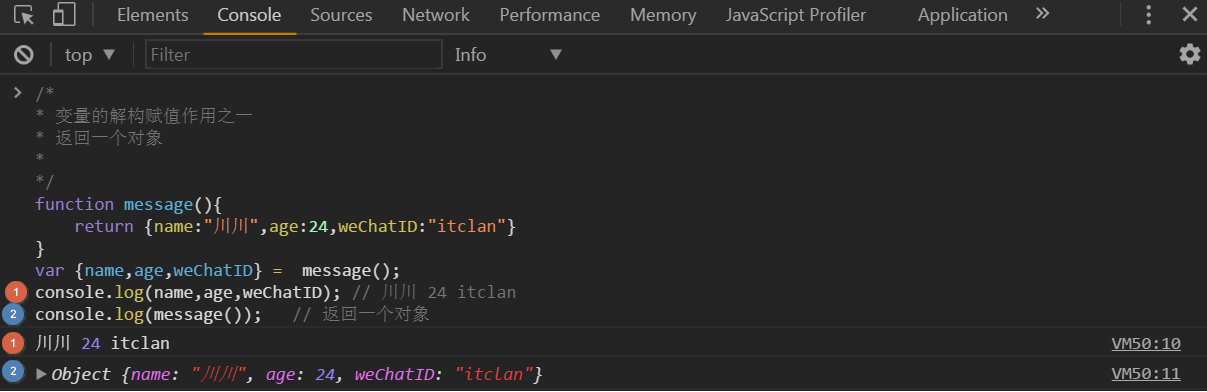 Elements Console Sources Network Performance Memory JavaScript Profiler Application »
top ▼ Filter Info ▼
> /*
* 变量的解构赋值作用之一
* 返回一个对象
*
*/
function message(){
    return {name:"川川",age:24,weChatID:"itclan"}
}
var {name,age,weChatID} =  message();
1 console.log(name,age,weChatID); // 川川 24 itclan
2 console.log(message());   // 返回一个对象
1 川川 24 itclan VM50:10
2 ▶Object {name: "川川", age: 24, weChatID: "itclan"} VM50:11